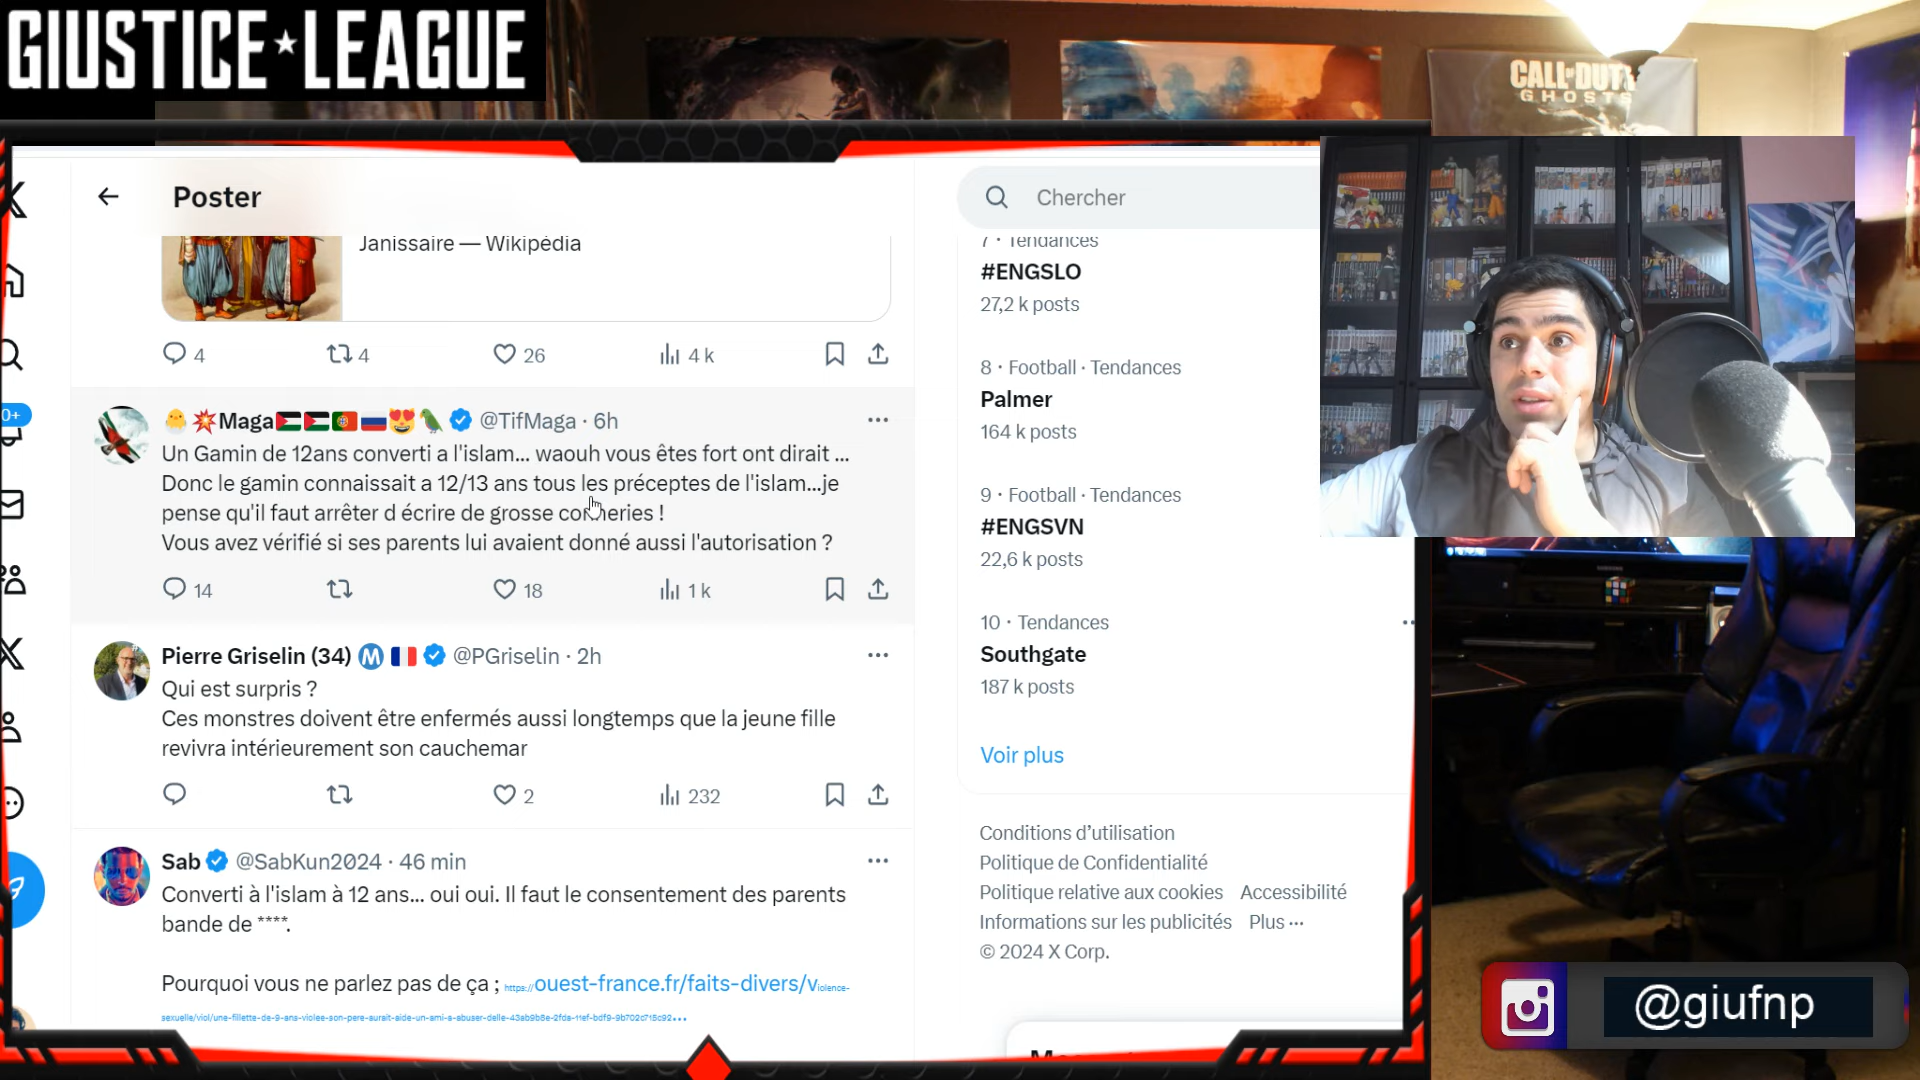 GIUSTICE★LEAGUE
CALL OF DUTY
GHOSTS
Poster
Chercher
Janissaire — Wikipédia
4 4 26 4 k
Maga @TifMaga · 6h
Un Gamin de 12ans converti a l'islam... waouh vous êtes fort ont dirait ...
Donc le gamin connaissait a 12/13 ans tous les préceptes de l'islam...je
pense qu'il faut arrêter d écrire de grosse conneries !
Vous avez vérifié si ses parents lui avaient donné aussi l'autorisation ?
14 18 1 k
Pierre Griselin (34) M @PGriselin · 2h
Qui est surpris ?
Ces monstres doivent être enfermés aussi longtemps que la jeune fille
revivra intérieurement son cauchemar
2 232
Sab @SabKun2024 · 46 min
Converti à l'islam à 12 ans... oui oui. Il faut le consentement des parents
bande de ****.
Pourquoi vous ne parlez pas de ça ; https://ouest-france.fr/faits-divers/violence-
7 · Tendances
#ENGSLO
27,2 k posts
8 · Football · Tendances
Palmer
164 k posts
9 · Football · Tendances
#ENGSVN
22,6 k posts
10 · Tendances
Southgate
187 k posts
Voir plus
Conditions d'utilisation
Politique de Confidentialité
Politique relative aux cookies Accessibilité
Informations sur les publicités Plus ···
© 2024 X Corp.
@giufnp